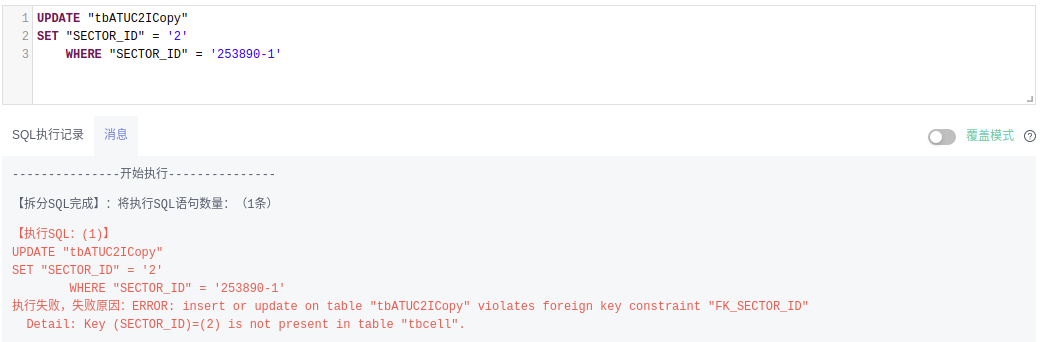 1 UPDATE "tbATUC2ICopy"
2 SET "SECTOR_ID" = '2'
3 WHERE "SECTOR_ID" = '253890-1'
SQL执行记录 消息 覆盖模式 ?
---------------开始执行---------------
【拆分SQL完成】：将执行SQL语句数量：（1条）
【执行SQL：(1)】
UPDATE "tbATUC2ICopy"
SET "SECTOR_ID" = '2'
WHERE "SECTOR_ID" = '253890-1'
执行失败，失败原因：ERROR: insert or update on table "tbATUC2ICopy" violates foreign key constraint "FK_SECTOR_ID"
Detail: Key (SECTOR_ID)=(2) is not present in table "tbcell".